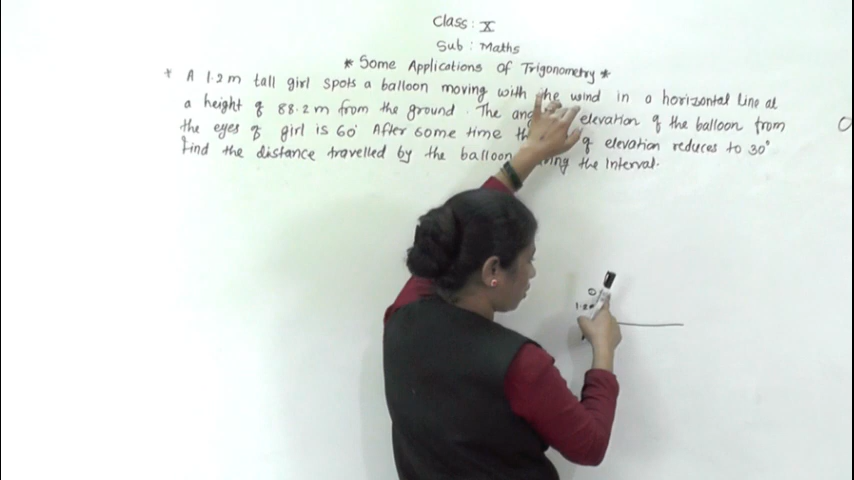 Class: X
Sub: Maths
* Some Applications Of Trigonometry *
* A 1.2 m tall girl spots a balloon moving with the wind in a horizontal line at
a height of 88.2 m from the ground. The elevation of the balloon from
the eyes of girl is 60° After some time of elevation reduces to 30°
find the distance travelled by the balloon the interval.